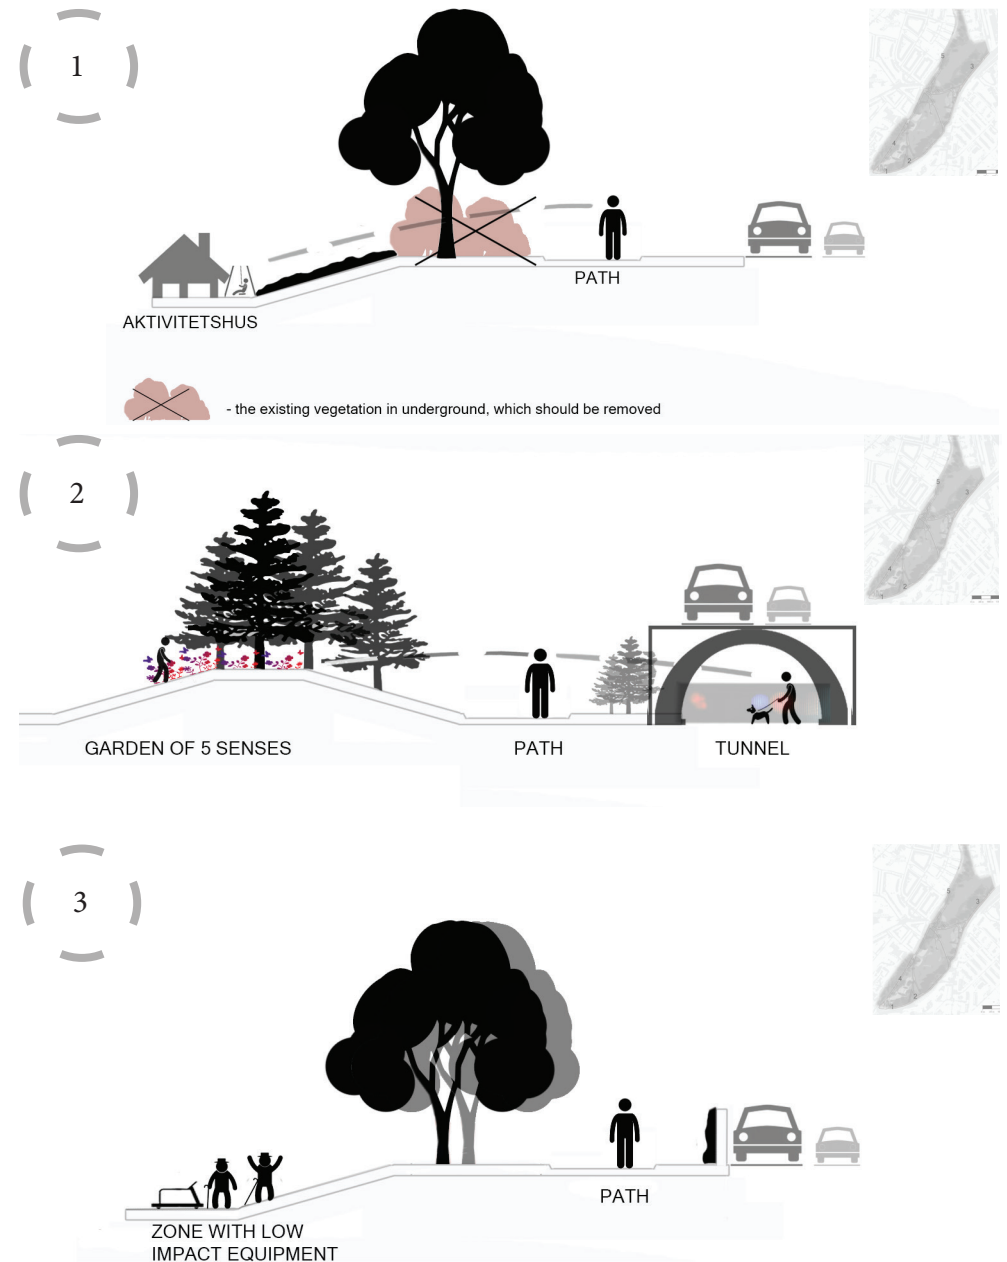 1
PATH
AKTIVITETSHUS
- the existing vegetation in underground, which should be removed
2
GARDEN OF 5 SENSES
PATH
TUNNEL
3
PATH
ZONE WITH LOW
IMPACT EQUIPMENT